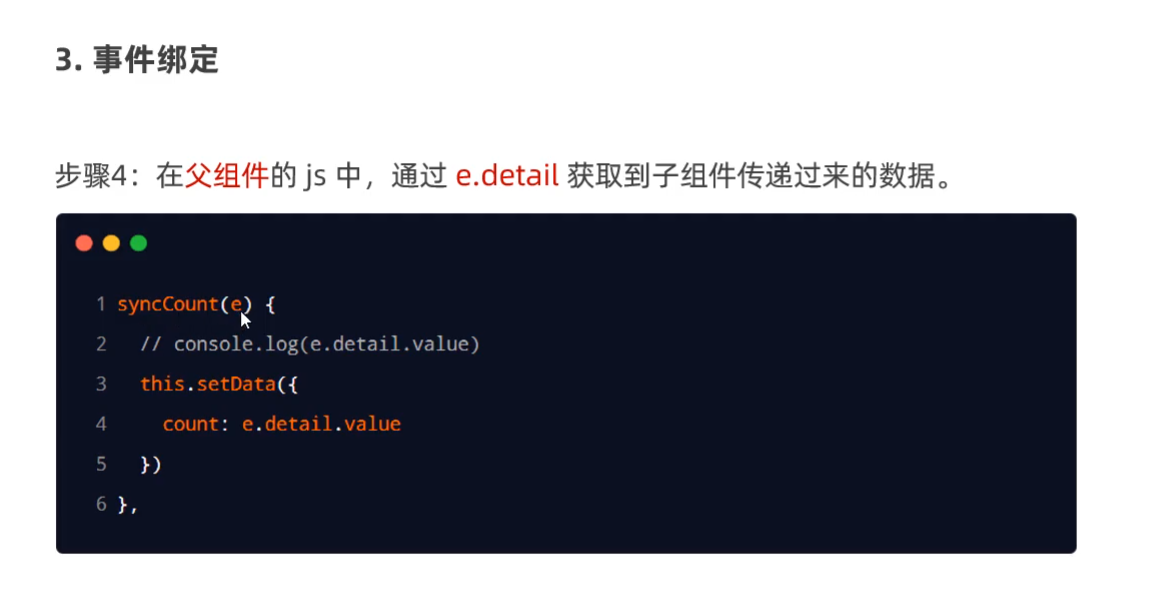 3. 事件绑定
步骤4：在父组件的 js 中，通过 e.detail 获取到子组件传递过来的数据。
1 syncCount(e) {
2   // console.log(e.detail.value)
3   this.setData({
4     count: e.detail.value
5   })
6 },